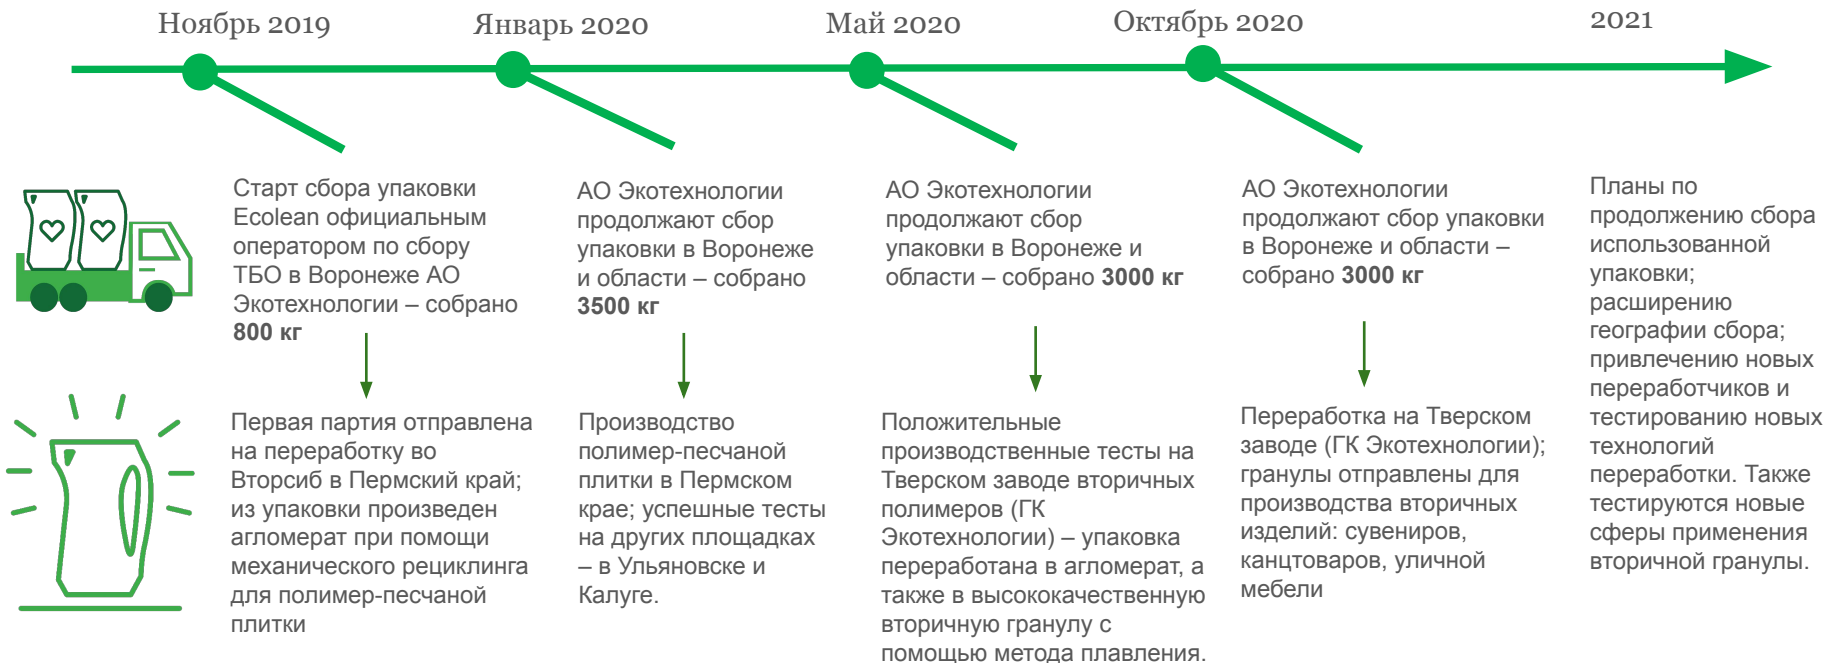 Ноябрь 2019
Январь 2020
Май 2020
Октябрь 2020
2021
Старт сбора упаковки
Ecolean официальным
оператором по сбору
ТБО в Воронеже АО
Экотехнологии – собрано
800 кг
АО Экотехнологии
продолжают сбор
упаковки в Воронеже
и области – собрано
3500 кг
АО Экотехнологии
продолжают сбор
упаковки в Воронеже и
области – собрано 3000 кг
АО Экотехнологии
продолжают сбор упаковки
в Воронеже и области –
собрано 3000 кг
Планы по
продолжению сбора
использованной
упаковки;
расширению
географии сбора;
привлечению новых
переработчиков и
тестированию новых
технологий
переработки. Также
тестируются новые
сферы применения
вторичной гранулы.
Первая партия отправлена
на переработку во
Вторсиб в Пермский край;
из упаковки произведен
агломерат при помощи
механического рециклинга
для полимер-песчаной
плитки
Производство
полимер-песчаной
плитки в Пермском
крае; успешные тесты
на других площадках
– в Ульяновске и
Калуге.
Положительные
производственные тесты на
Тверском заводе вторичных
полимеров (ГК
Экотехнологии) – упаковка
переработана в агломерат, а
также в высококачественную
вторичную гранулу с
помощью метода плавления.
Переработка на Тверском
заводе (ГК Экотехнологии);
гранулы отправлены для
производства вторичных
изделий: сувениров,
канцтоваров, уличной
мебели